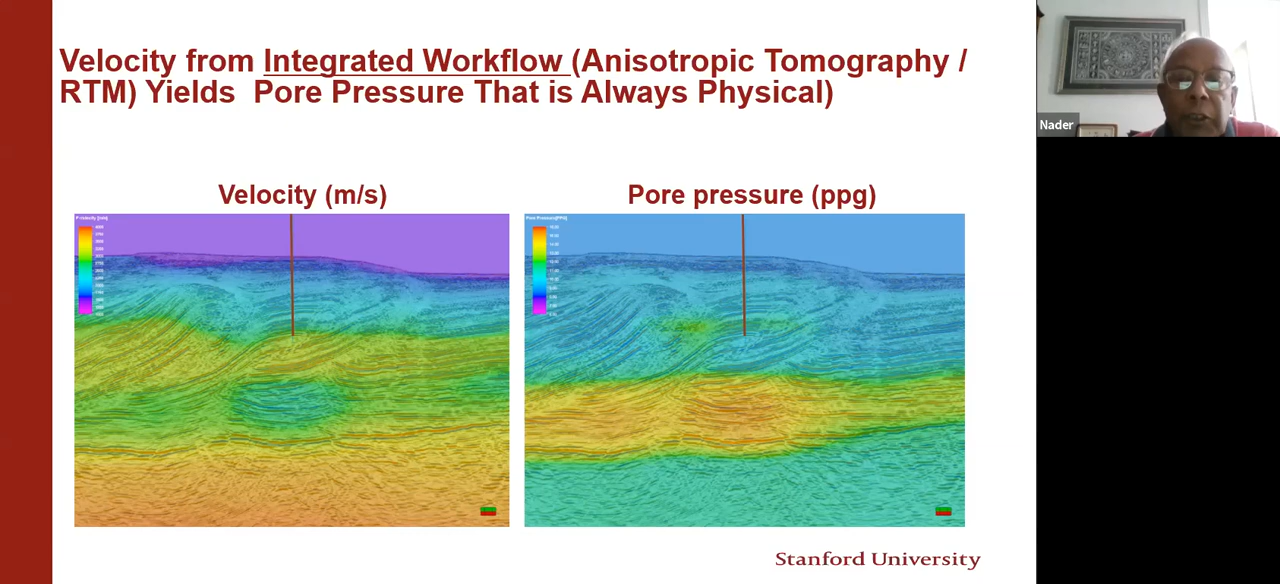 Velocity from Integrated Workflow (Anisotropic Tomography /
RTM) Yields Pore Pressure That is Always Physical)
Nader
Velocity (m/s)
Pore pressure (ppg)
Stanford University